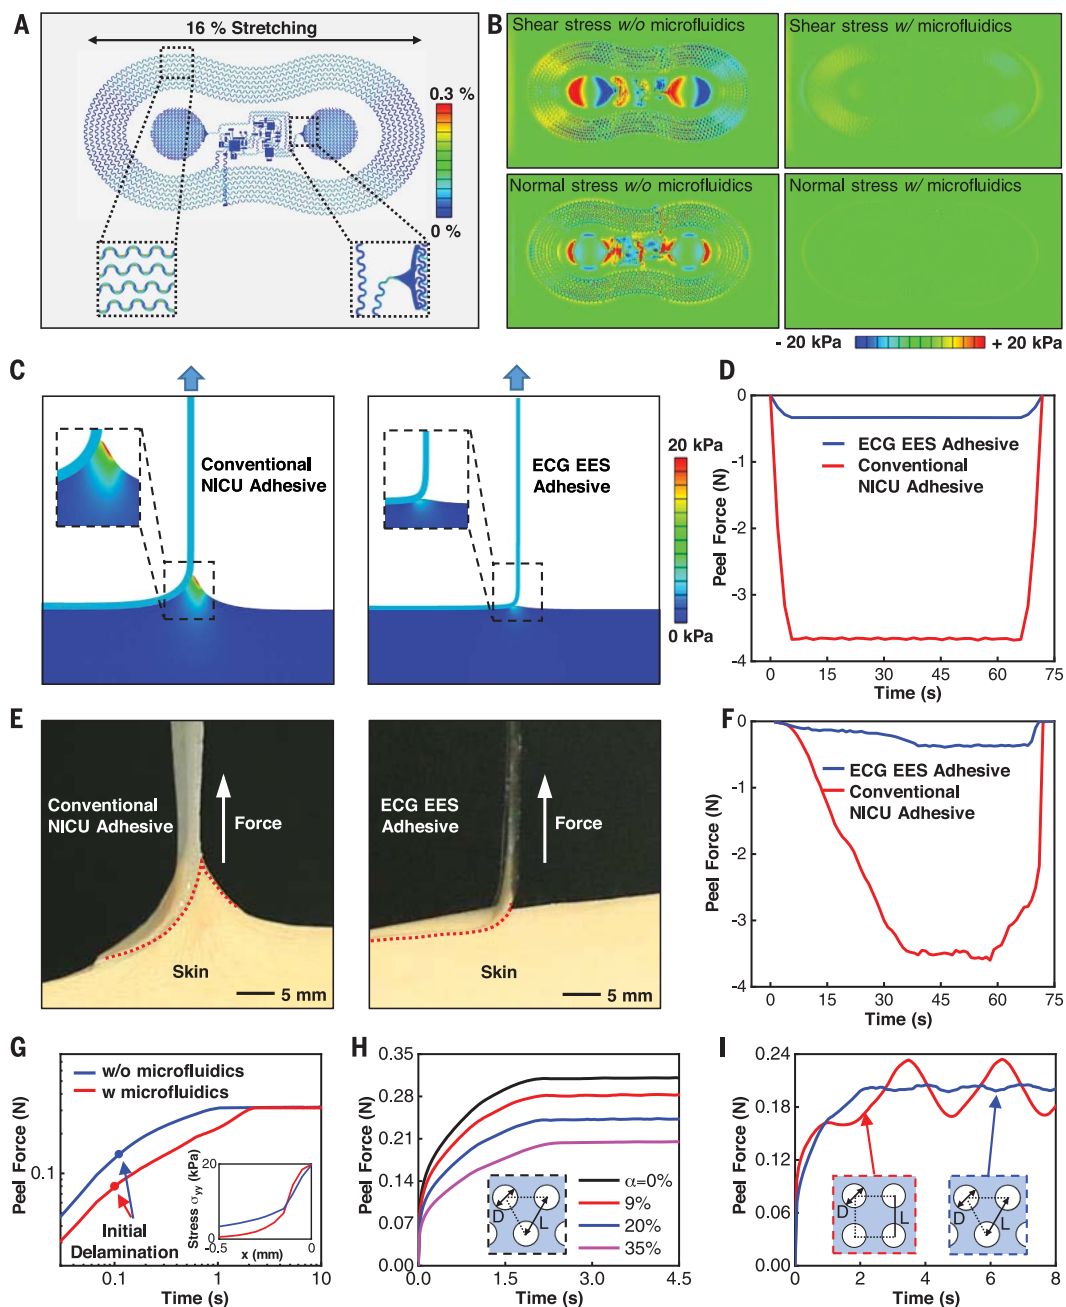 A
16 % Stretching
0.3 %
0 %
B
Shear stress w/o microfluidics
Shear stress w/ microfluidics
Normal stress w/o microfluidics
Normal stress w/ microfluidics
- 20 kPa
+ 20 kPa
C
Conventional
NICU Adhesive
ECG EES
Adhesive
20 kPa
0 kPa
D
0
-1
-2
-3
-4
Peel Force (N)
ECG EES Adhesive
Conventional
NICU Adhesive
0 15 30 45 60 75
Time (s)
E
Conventional
NICU Adhesive
Force
Skin
5 mm
ECG EES
Adhesive
Force
Skin
5 mm
F
0
-1
-2
-3
-4
Peel Force (N)
ECG EES Adhesive
Conventional
NICU Adhesive
0 15 30 45 60 75
Time (s)
G
w/o microfluidics
w microfluidics
Peel Force (N)
0.1
Initial
Delamination
Stress σyy (kPa)
20
0
-0.5 0
x (mm)
0.1 1 10
Time (s)
H
0.35
0.28
0.21
0.14
0.07
0.00
Peel Force (N)
D
L
α=0%
9%
20%
35%
0.0 1.5 3.0 4.5
Time (s)
I
0.24
0.18
0.12
0.06
0.00
Peel Force (N)
D
L
D
L
0 2 4 6 8
Time (s)